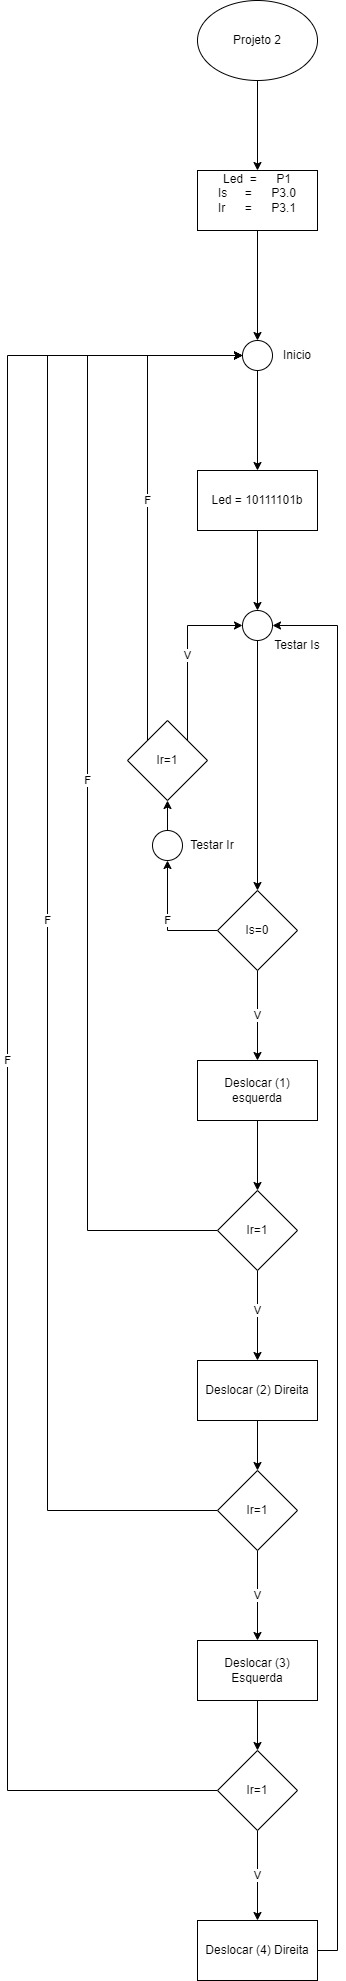 Projeto 2
Led = P1
Is = P3.0
Ir = P3.1
Inicio
Led = 10111101b
F
Testar Is
V
Ir=1
F
Testar Ir
F
F
Is=0
V
F
Deslocar (1)
esquerda
Ir=1
V
Deslocar (2) Direita
Ir=1
V
Deslocar (3)
Esquerda
Ir=1
V
Deslocar (4) Direita